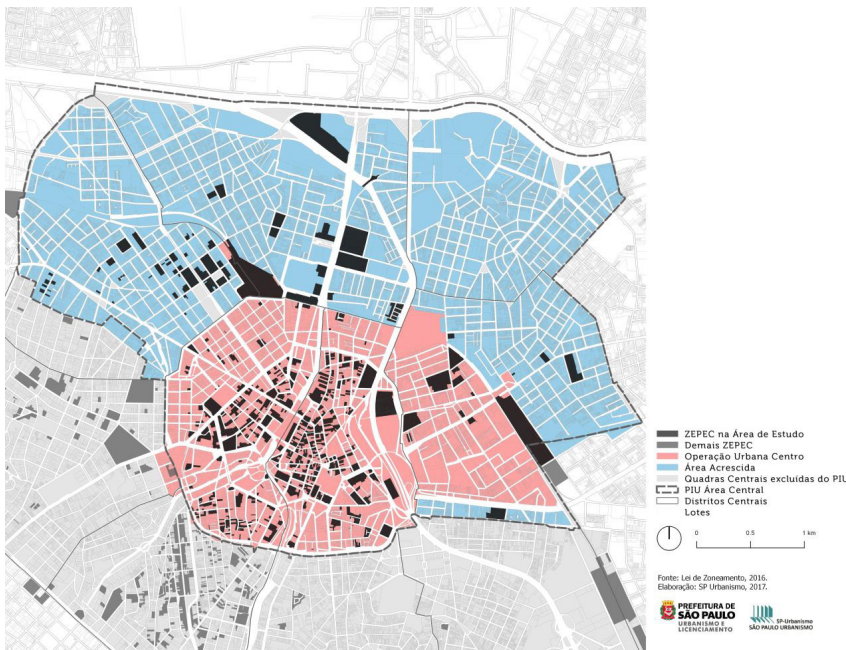 ZEPEC na Área de Estudo
Demais ZEPEC
Operação Urbana Centro
Área Acrescida
Quadras Centrais excluídas do PIU
PIU Área Central
Distritos Centrais
Lotes
0 0.5 1 km
Fonte: Lei de Zoneamento, 2016.
Elaboração: SP Urbanismo, 2017.
PREFEITURA DE
SÃO PAULO
URBANISMO E
LICENCIAMENTO
SP-Urbanismo
SÃO PAULO URBANISMO